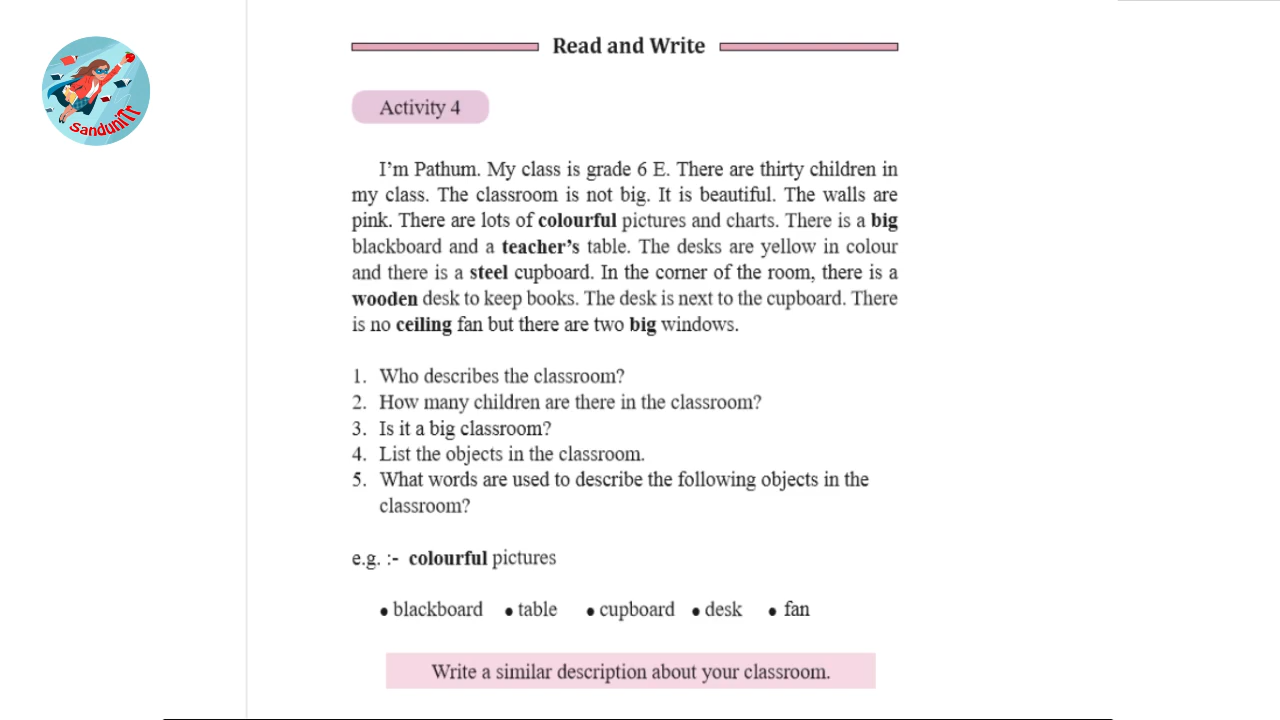 SanduniTr
Read and Write
Activity 4
I'm Pathum. My class is grade 6 E. There are thirty children in
my class. The classroom is not big. It is beautiful. The walls are
pink. There are lots of colourful pictures and charts. There is a big
blackboard and a teacher's table. The desks are yellow in colour
and there is a steel cupboard. In the corner of the room, there is a
wooden desk to keep books. The desk is next to the cupboard. There
is no ceiling fan but there are two big windows.
1. Who describes the classroom?
2. How many children are there in the classroom?
3. Is it a big classroom?
4. List the objects in the classroom.
5. What words are used to describe the following objects in the
classroom?
e.g. :- colourful pictures
• blackboard • table • cupboard • desk • fan
Write a similar description about your classroom.